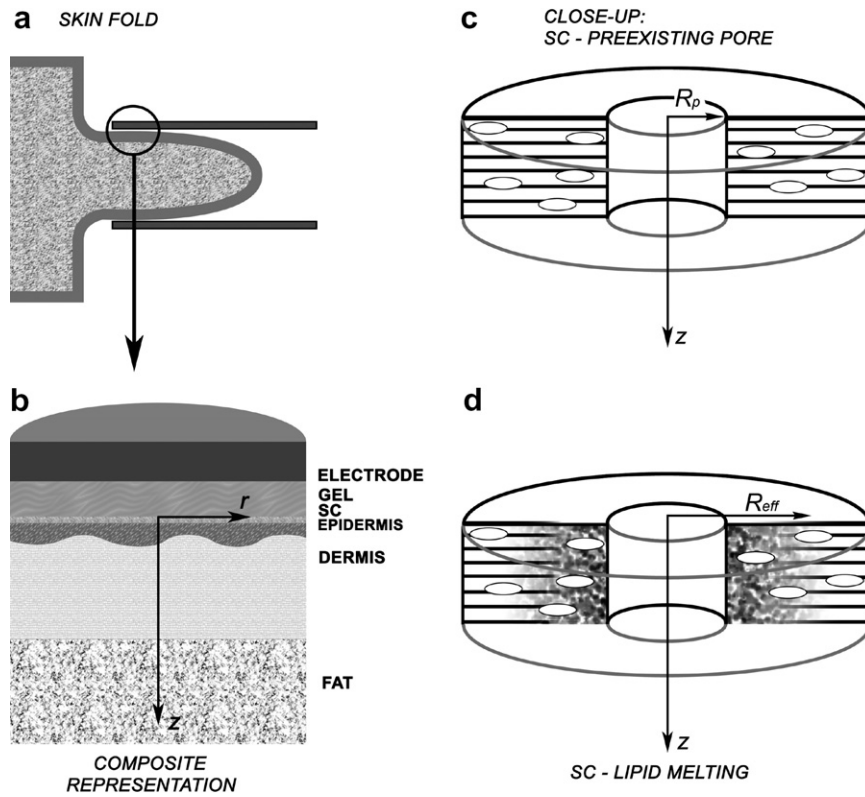 a SKIN FOLD
c CLOSE-UP:
SC - PREEXISTING PORE
Rp
z
b
ELECTRODE
GEL
r
SC
EPIDERMIS
DERMIS
FAT
z
COMPOSITE
REPRESENTATION
d
Reff
z
SC - LIPID MELTING